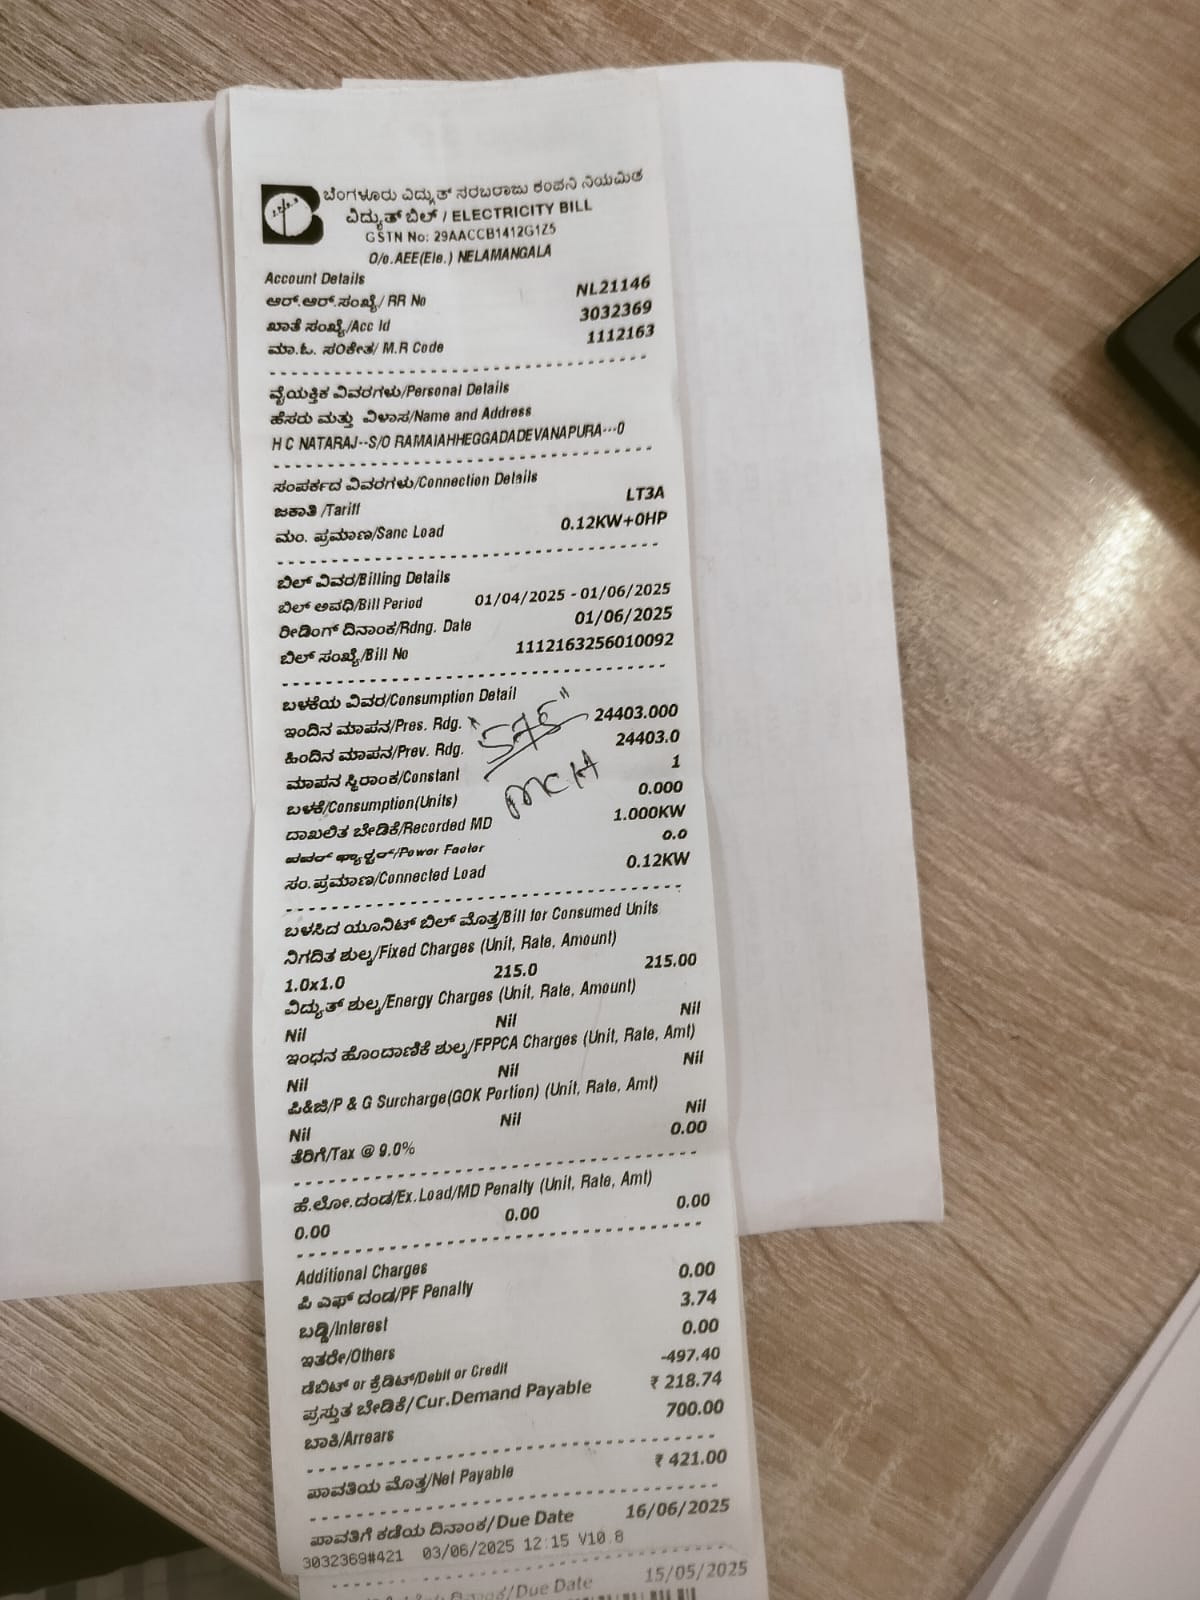 ಬೆಂಗಳೂರು ವಿದ್ಯುತ್ ಸರಬರಾಜು ಕಂಪನಿ ನಿಯಮಿತ
ವಿದ್ಯುತ್ ಬಿಲ್ / ELECTRICITY BILL
GSTN No: 29AACCB1412G1Z5
O/o.AEE(Ele.) NELAMANGALA
Account Details
ಆರ್.ಆರ್.ಸಂಖ್ಯೆ/ RR No NL21146
ಖಾತೆ ಸಂಖ್ಯೆ/Acc Id 3032369
ಮಾ.ಓ. ಸಂಕೇತ/ M.R Code 1112163
ವೈಯಕ್ತಿಕ ವಿವರಗಳು/Personal Details
ಹೆಸರು ಮತ್ತು ವಿಳಾಸ/Name and Address
H C NATARAJ--S/O RAMAIAHHEGGADADEVANAPURA---0
ಸಂಪರ್ಕದ ವಿವರಗಳು/Connection Details
ಜಕಾತಿ /Tariff LT3A
ಮಂ. ಪ್ರಮಾಣ/Sanc Load 0.12KW+0HP
ಬಿಲ್ ವಿವರ/Billing Details
ಬಿಲ್ ಅವಧಿ/Bill Period 01/04/2025 - 01/06/2025
ರೀಡಿಂಗ್ ದಿನಾಂಕ/Rdng. Date 01/06/2025
ಬಿಲ್ ಸಂಖ್ಯೆ/Bill No 1112163256010092
ಬಳಕೆಯ ವಿವರ/Consumption Detail
ಇಂದಿನ ಮಾಪನ/Pres. Rdg. 24403.000
ಹಿಂದಿನ ಮಾಪನ/Prev. Rdg. 24403.0
ಮಾಪನ ಸ್ಥಿರಾಂಕ/Constant 1
ಬಳಕೆ/Consumption(Units) 0.000
ದಾಖಲಿತ ಬೇಡಿಕೆ/Recorded MD 1.000KW
ಪವರ್ ಫ್ಯಾಕ್ಟರ್/Power Factor 0.0
ಸಂ.ಪ್ರಮಾಣ/Connected Load 0.12KW
ಬಳಸಿದ ಯೂನಿಟ್ ಬಿಲ್ ಮೊತ್ತ/Bill for Consumed Units
ನಿಗದಿತ ಶುಲ್ಕ/Fixed Charges (Unit, Rate, Amount)
1.0x1.0 215.0 215.00
ವಿದ್ಯುತ್ ಶುಲ್ಕ/Energy Charges (Unit, Rate, Amount)
Nil Nil Nil
ಇಂಧನ ಹೊಂದಾಣಿಕೆ ಶುಲ್ಕ/FPPCA Charges (Unit, Rate, Amt)
Nil Nil Nil
ಪಿ&ಜಿ/P & G Surcharge(GOK Portion) (Unit, Rate, Amt)
Nil Nil Nil
ತೆರಿಗೆ/Tax @ 9.0% 0.00
ಹೆ.ಲೋ.ದಂಡ/Ex.Load/MD Penalty (Unit, Rate, Amt)
0.00 0.00 0.00
Additional Charges
ಪಿ ಎಫ್ ದಂಡ/PF Penalty 0.00
ಬಡ್ಡಿ/Interest 3.74
ಇತರೇ/Others 0.00
ಡೆಬಿಟ್ or ಕ್ರೆಡಿಟ್/Debit or Credit -497.40
ಪ್ರಸ್ತುತ ಬೇಡಿಕೆ/Cur.Demand Payable ₹ 218.74
ಬಾಕಿ/Arrears 700.00
ಪಾವತಿಯ ಮೊತ್ತ/Net Payable ₹ 421.00
ಪಾವತಿಗೆ ಕಡೆಯ ದಿನಾಂಕ/Due Date 16/06/2025
3032369#421 03/06/2025 12:15 V10.8
/Due Date 15/05/2025